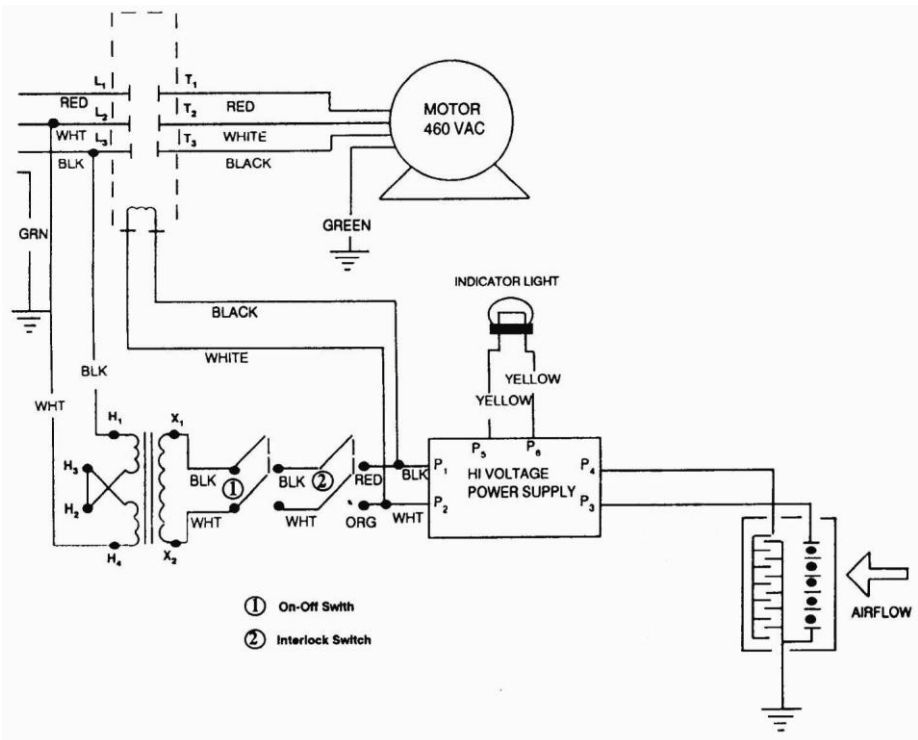 L1
T1
RED
RED
L2
T2
WHT
WHITE
L3
T3
BLK
BLACK
MOTOR
460 VAC
GREEN
GRN
INDICATOR LIGHT
BLACK
WHITE
YELLOW
YELLOW
BLK
WHT
H1
X1
H3
H2
H4
X2
BLK
1
BLK
2
RED
BLK
WHT
WHT
ORG
WHT
P5
P6
P1
HI VOLTAGE
P4
P2
POWER SUPPLY
P3
AIRFLOW
1 On-Off Swith
2 Interlock Switch